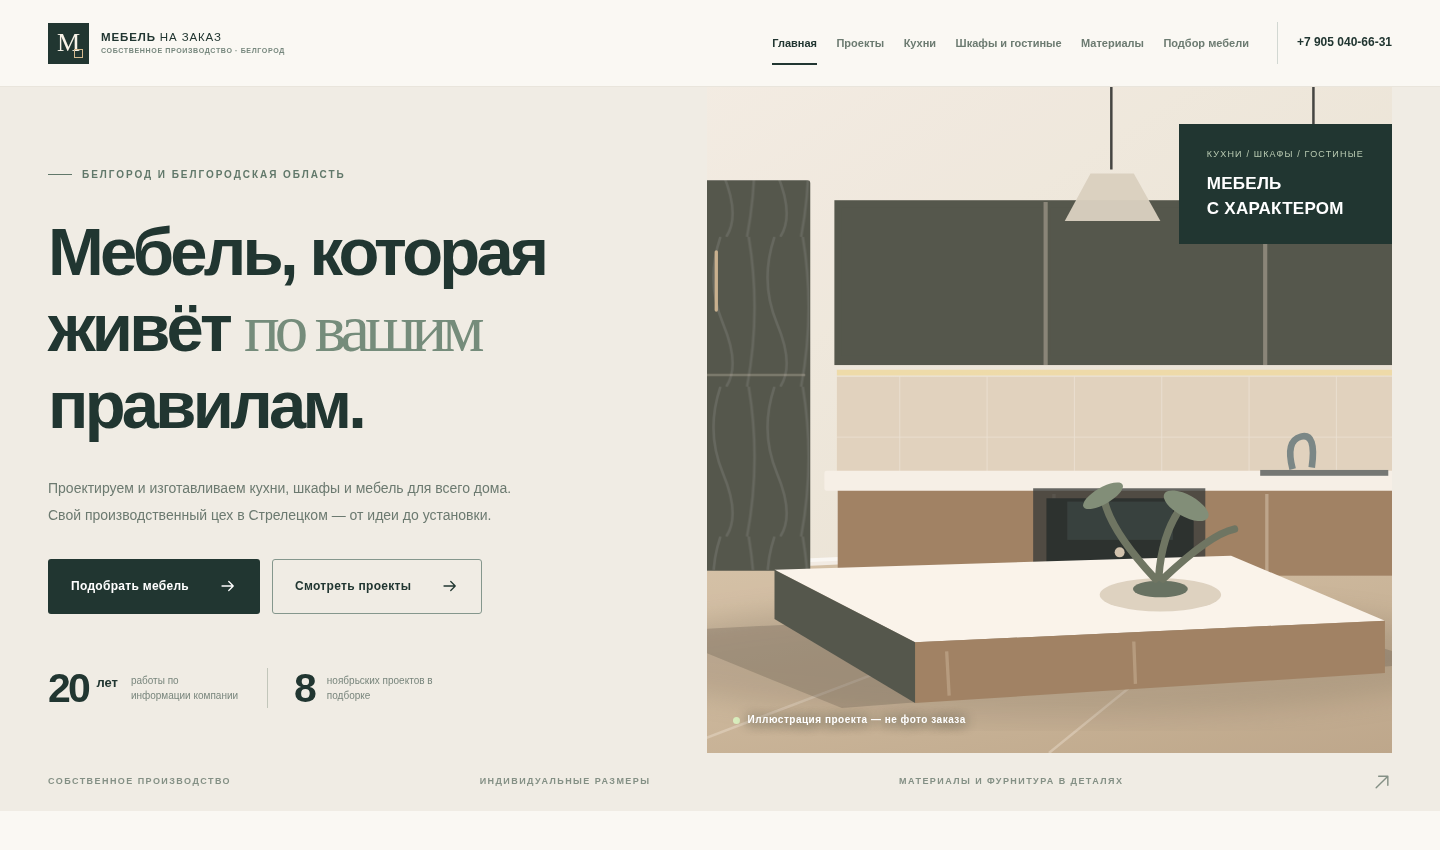 М
МЕБЕЛЬ НА ЗАКАЗ
СОБСТВЕННОЕ ПРОИЗВОДСТВО · БЕЛГОРОД
Главная
Проекты
Кухни
Шкафы и гостиные
Материалы
Подбор мебели
+7 905 040-66-31
БЕЛГОРОД И БЕЛГОРОДСКАЯ ОБЛАСТЬ
Мебель, которая
живёт по вашим
правилам.
Проектируем и изготавливаем кухни, шкафы и мебель для всего дома.
Свой производственный цех в Стрелецком — от идеи до установки.
Подобрать мебель
Смотреть проекты
20 лет
работы по
информации компании
8
ноябрьских проектов в
подборке
КУХНИ / ШКАФЫ / ГОСТИНЫЕ
МЕБЕЛЬ
С ХАРАКТЕРОМ
Иллюстрация проекта — не фото заказа
СОБСТВЕННОЕ ПРОИЗВОДСТВО
ИНДИВИДУАЛЬНЫЕ РАЗМЕРЫ
МАТЕРИАЛЫ И ФУРНИТУРА В ДЕТАЛЯХ